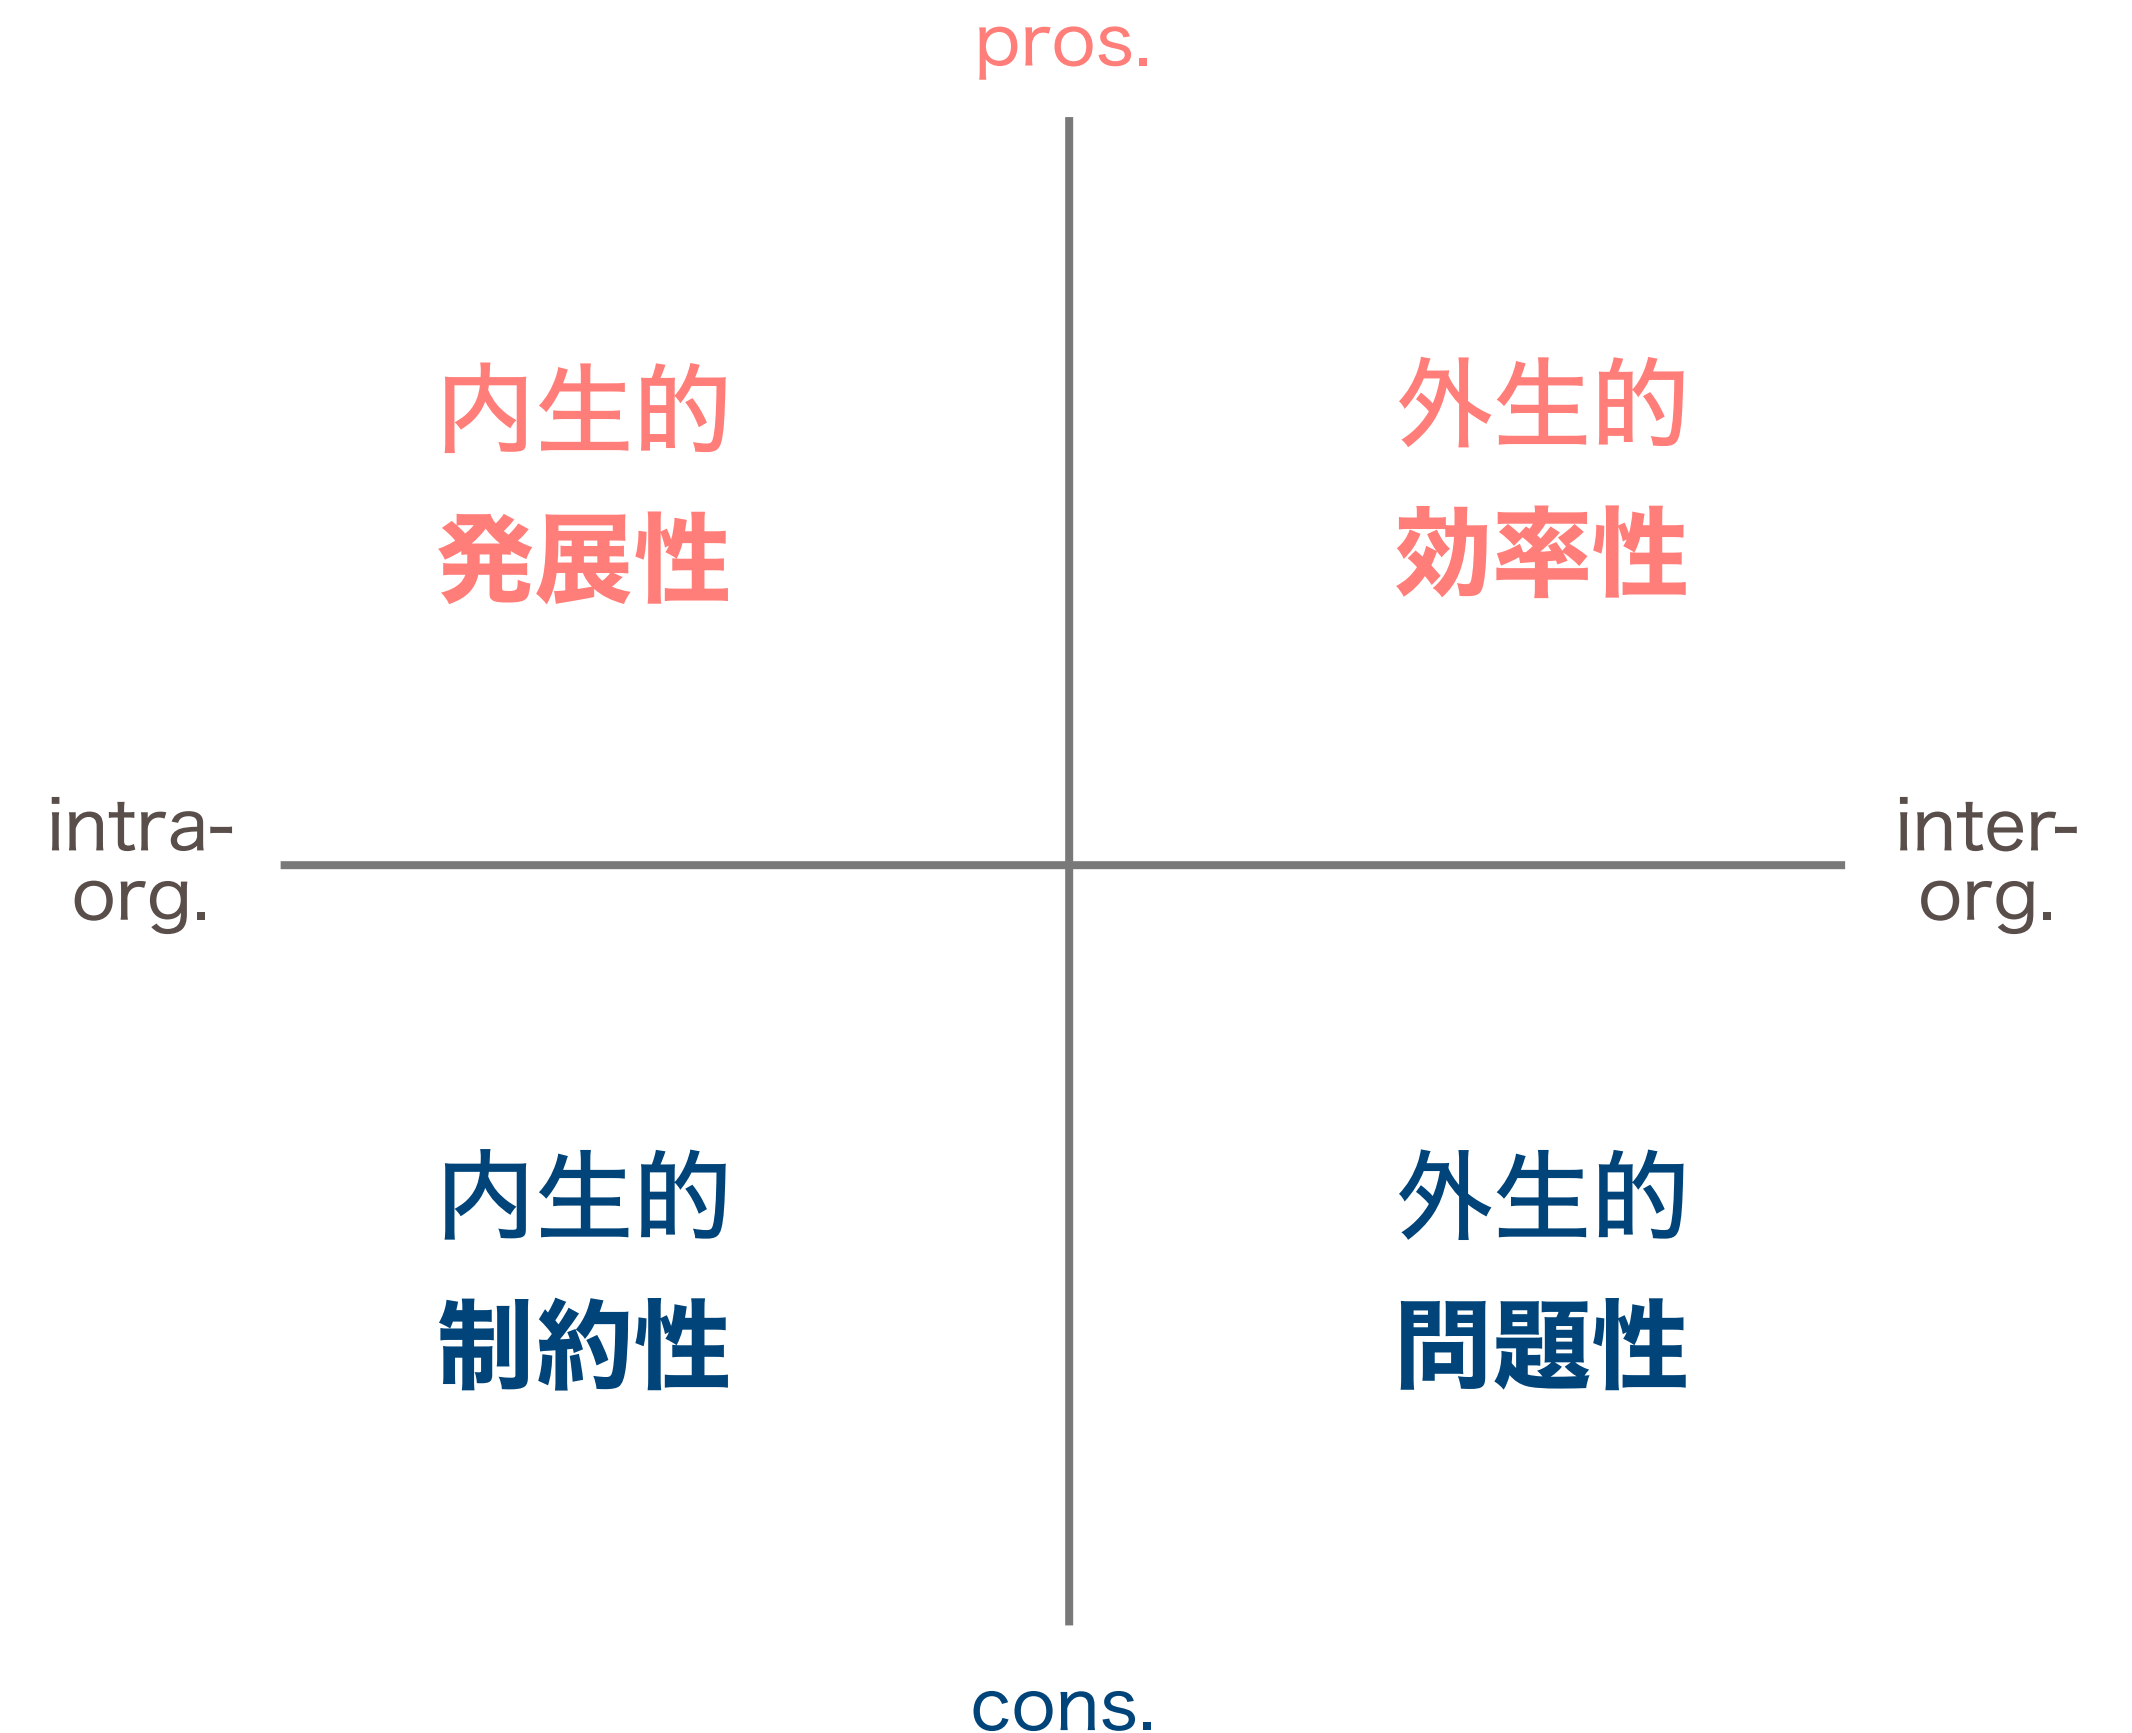 pros.
内生的
発展性
外生的
効率性
intra-
org.
inter-
org.
内生的
制約性
外生的
問題性
cons.